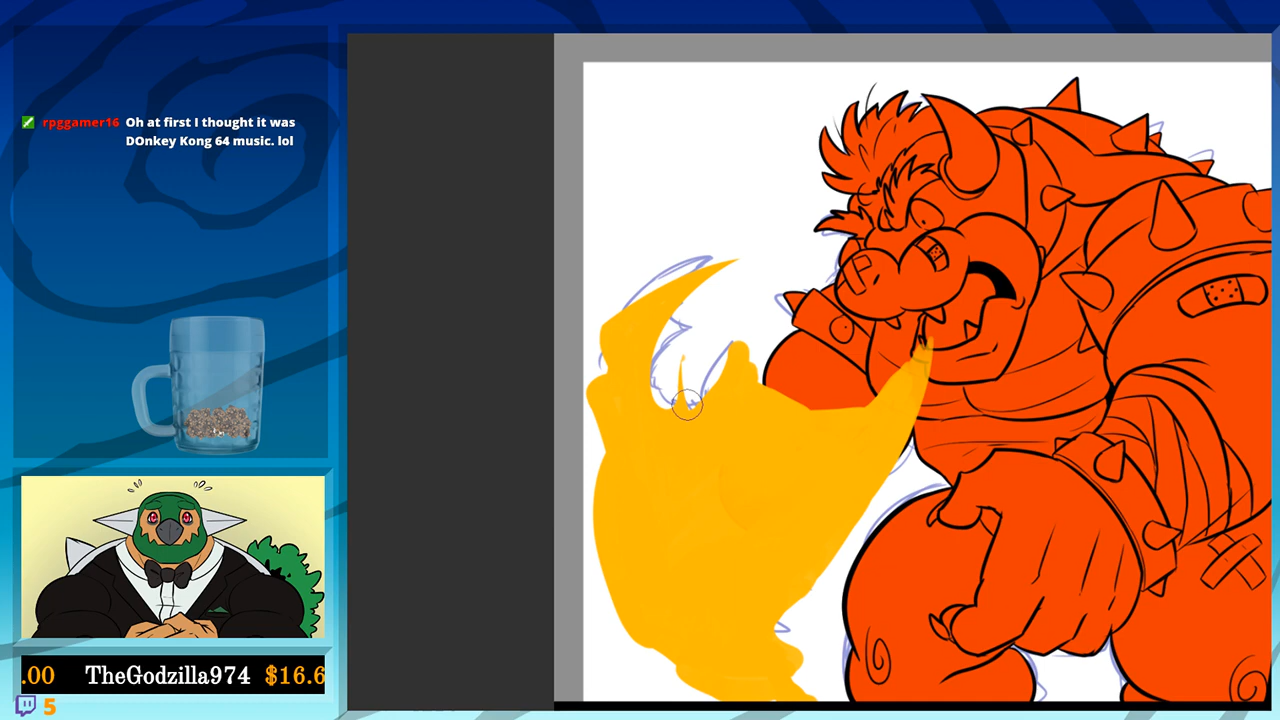 rpggamer16 Oh at first I thought it was
DOnkey Kong 64 music. lol
.00 TheGodzilla974 $16.6
5